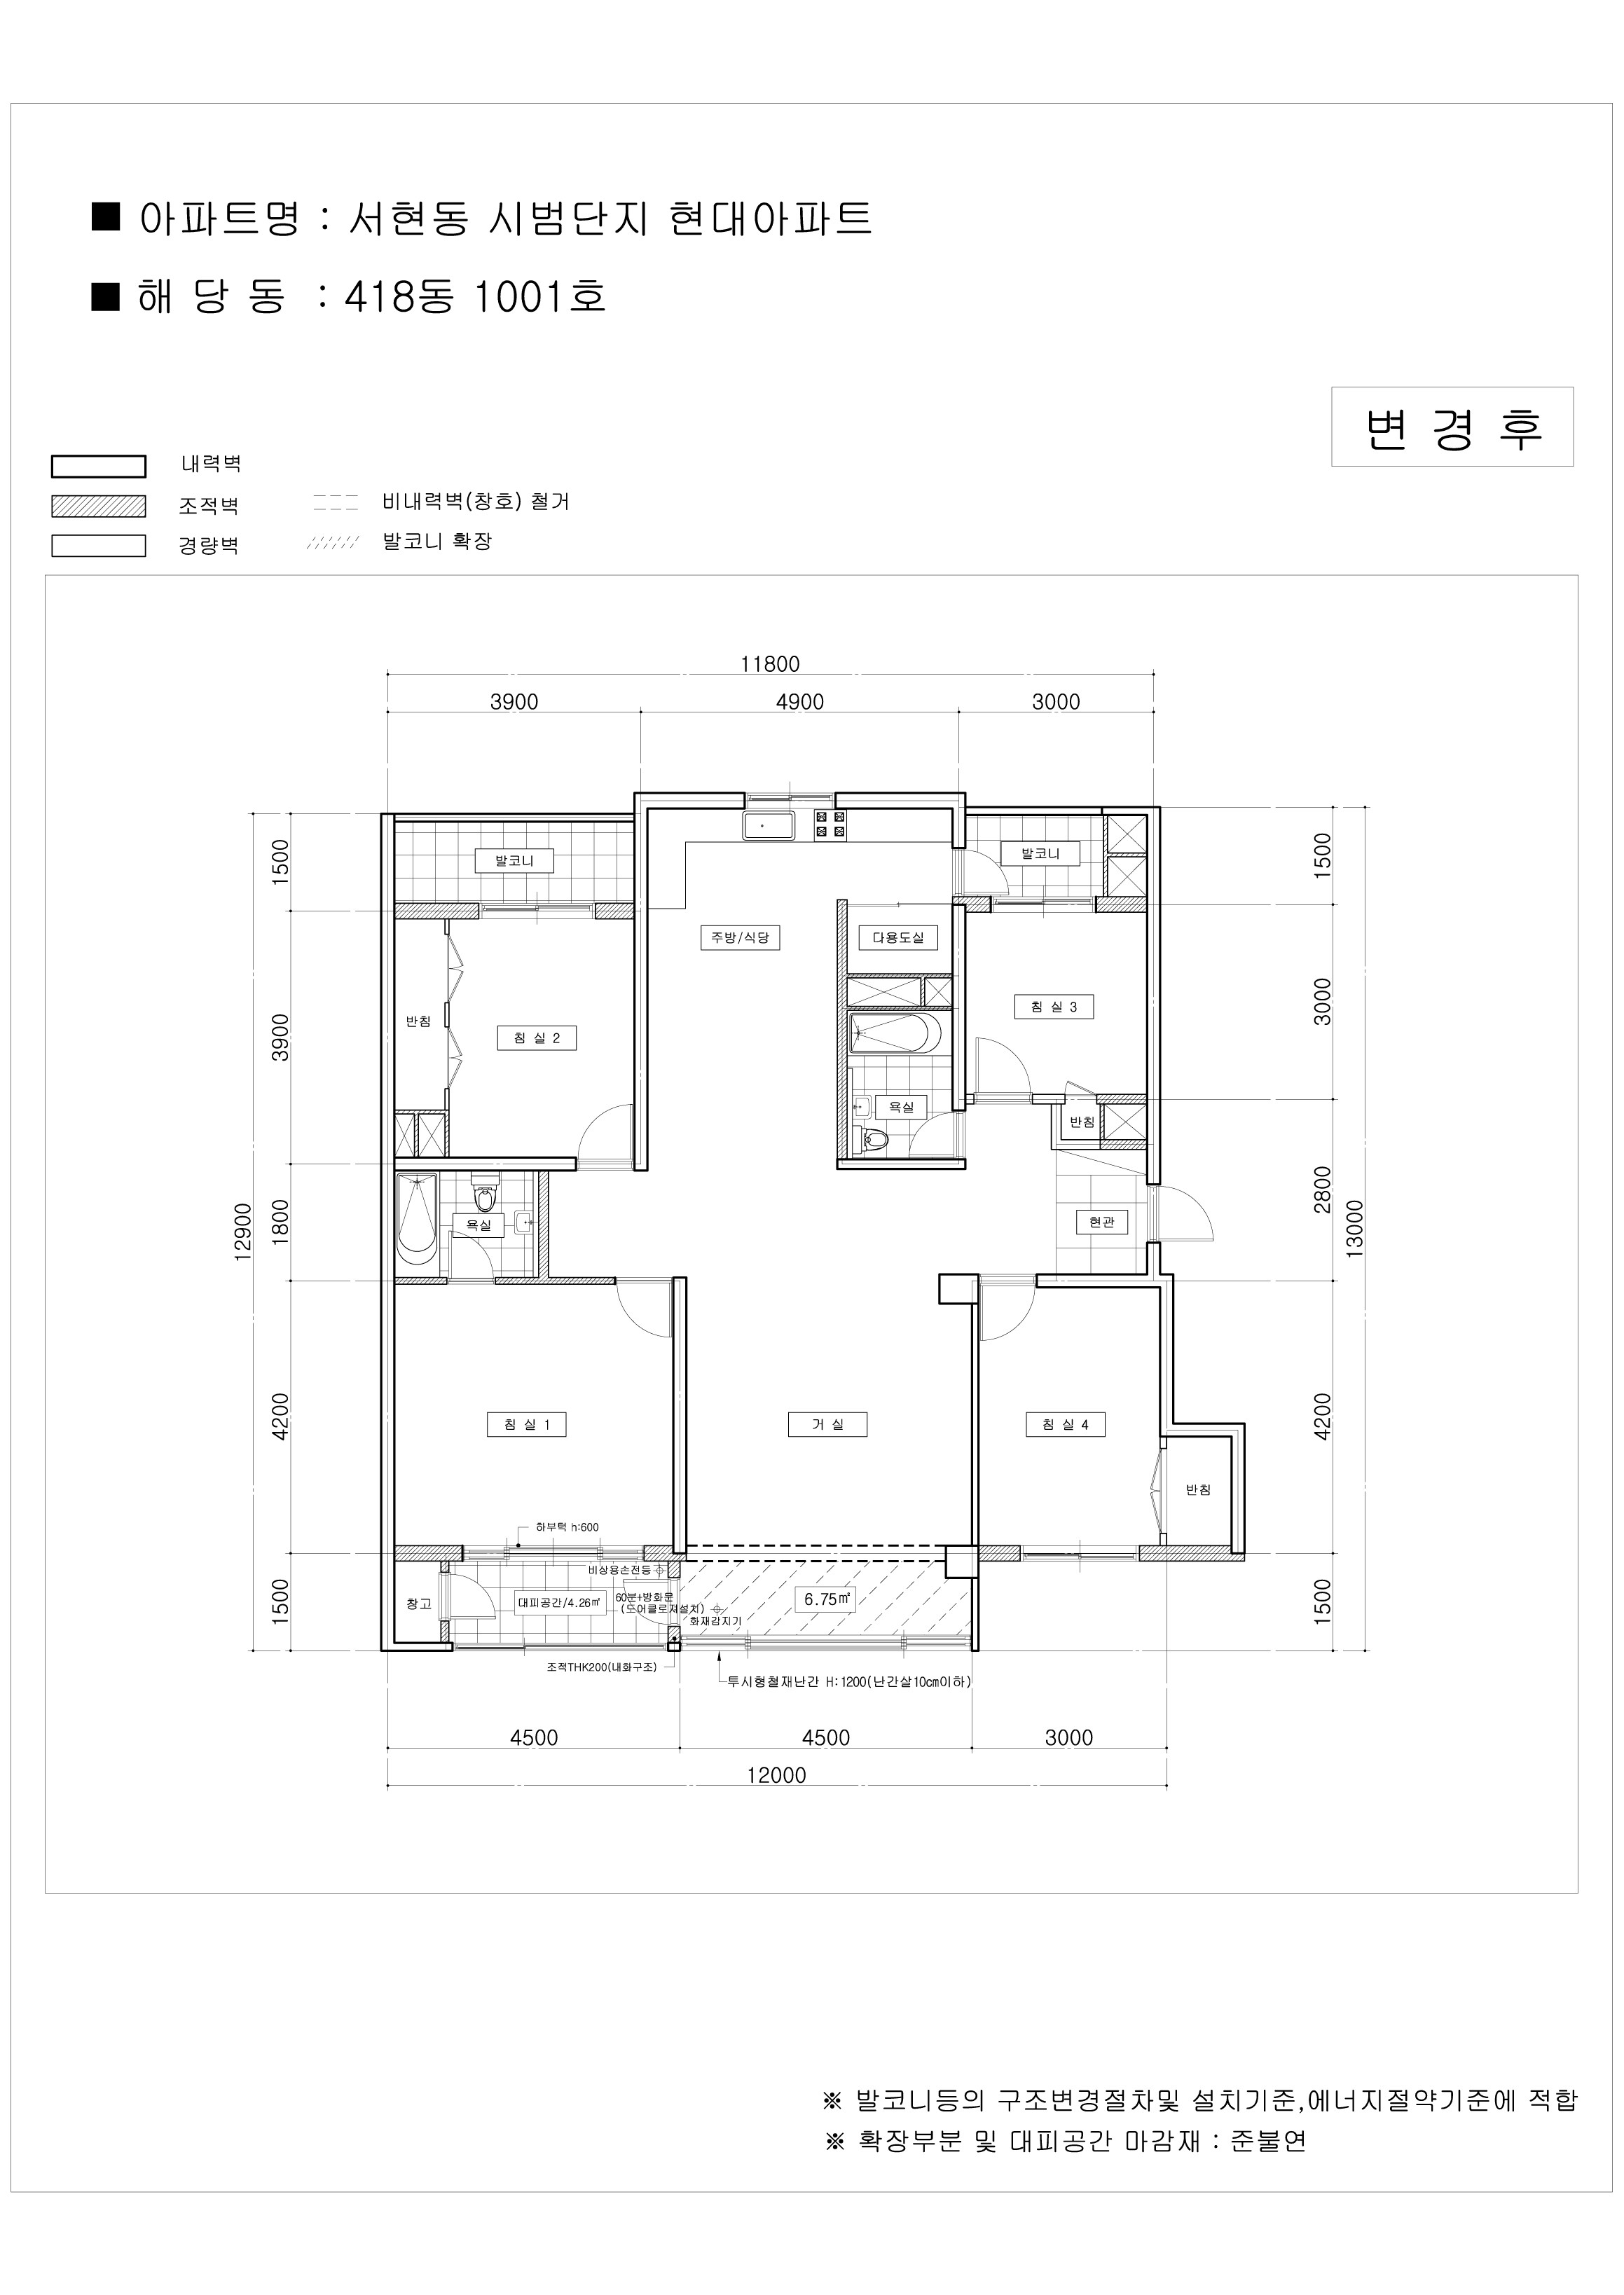 ■ 아파트명 : 서현동 시범단지 현대아파트
■ 해 당 동 : 418동 1001호
변 경 후
내력벽
조적벽
경량벽
비내력벽(창호) 철거
발코니 확장
11800
3900
4900
3000
발코니
발코니
주방/식당
다용도실
반침
침 실 2
침 실 3
욕실
반침
욕실
현관
침 실 1
거 실
침 실 4
반침
하부턱 h:600
비상용손전등
창고
대피공간/4.26㎡
60분+방화문
(도어클로져설치)
화재감지기
6.75㎡
조적THK200(내화구조)
투시형철재난간 H:1200(난간살10㎝이하)
1500
3900
1800
4200
1500
12900
1500
3000
2800
4200
1500
13000
4500
4500
3000
12000
※ 발코니등의 구조변경절차및 설치기준,에너지절약기준에 적합
※ 확장부분 및 대피공간 마감재 : 준불연